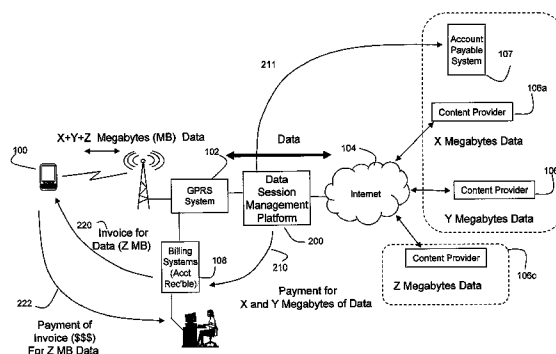 211
Account
Payable
System
107
106a
Content Provider
X Megabytes Data
X+Y+Z Megabytes (MB) Data
100
102
Data
104
GPRS
System
Data
Session
Management
Platform
Internet
106
Content Provider
Y Megabytes Data
220
Invoice for
Data (Z MB)
Billing Systems
(Acct
Rec'ble)
108
200
210
Payment for
X and Y Megabytes of Data
Content Provider
106c
Z Megabytes Data
222
Payment of
Invoice ($$$)
For Z MB Data